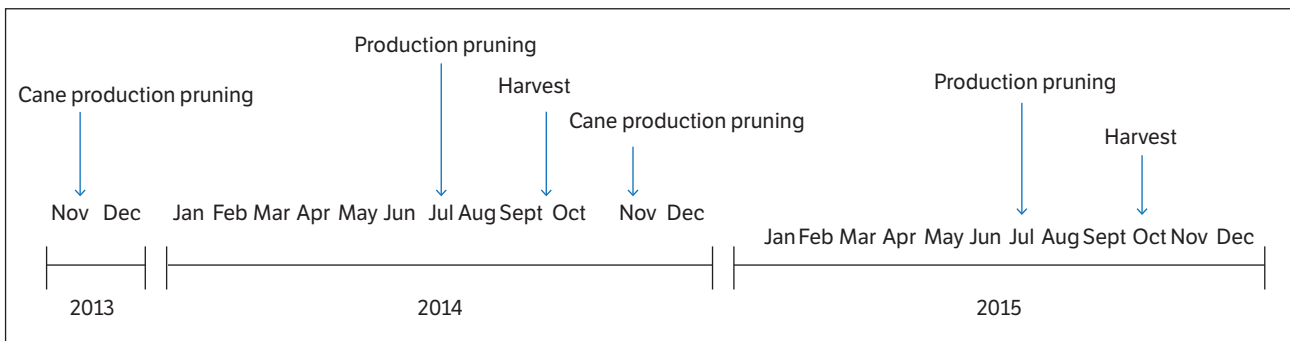 Production pruning
Harvest
Production pruning
Cane production pruning
Cane production pruning
Harvest
Nov Dec
Jan Feb Mar Apr May Jun Jul Aug Sept Oct Nov Dec
Jan Feb Mar Apr May Jun Jul Aug Sept Oct Nov Dec
2013
2014
2015